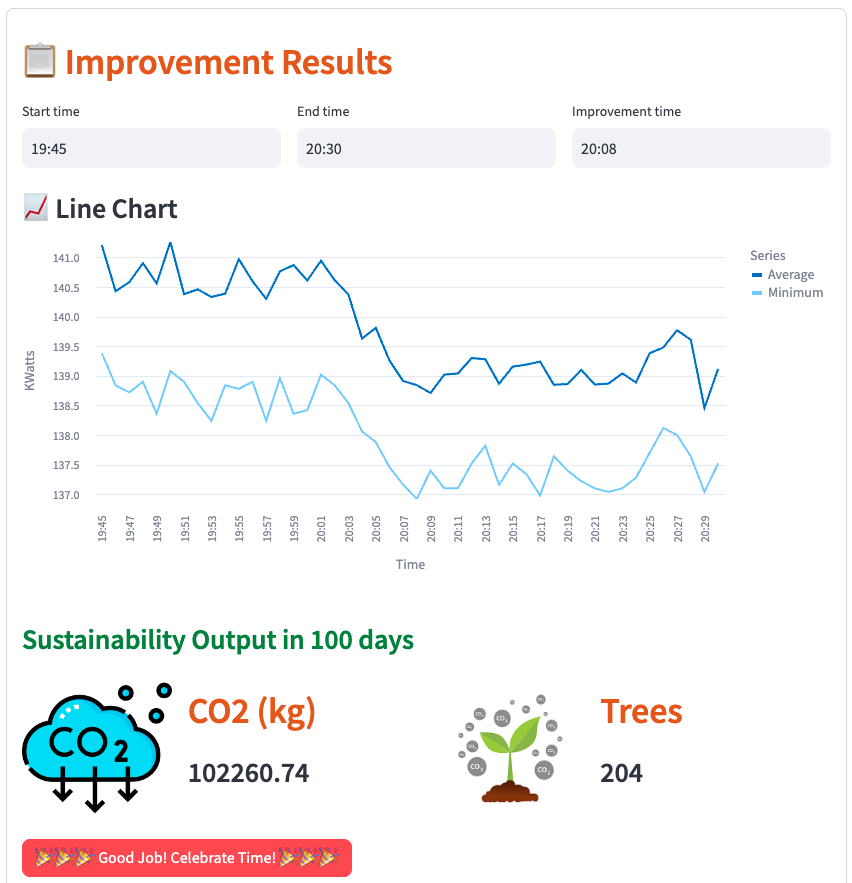 Improvement Results
Start time
End time
Improvement time
19:45
20:30
20:08
Line Chart
141.0
140.5
140.0
139.5
139.0
138.5
138.0
137.5
137.0
KWatts
19:45
19:47
19:49
19:51
19:53
19:55
19:57
19:59
20:01
20:03
20:05
20:07
20:09
20:11
20:13
20:15
20:17
20:19
20:21
20:23
20:25
20:27
20:29
Time
Series
Average
Minimum
Sustainability Output in 100 days
CO2
CO2 (kg)
102260.74
CO2
CO2
CO2
CO2
Trees
204
Good Job! Celebrate Time!